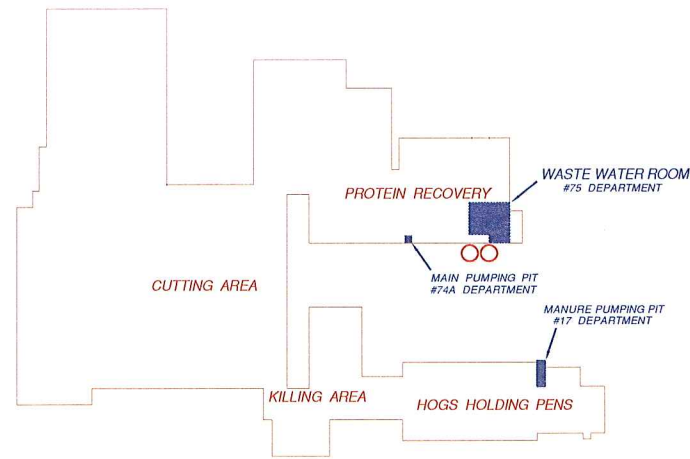 WASTE WATER ROOM
#75 DEPARTMENT
PROTEIN RECOVERY
MAIN PUMPING PIT
#74A DEPARTMENT
CUTTING AREA
MANURE PUMPING PIT
#17 DEPARTMENT
KILLING AREA
HOGS HOLDING PENS